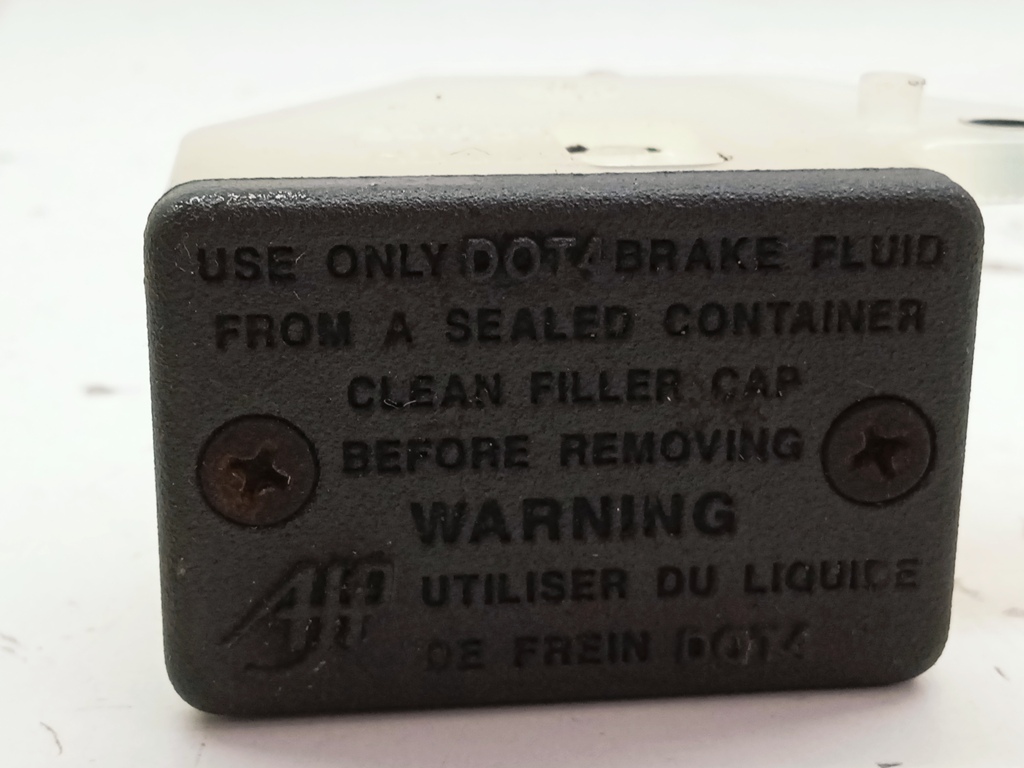 USE ONLY DOT4 BRAKE FLUID
FROM A SEALED CONTAINER
CLEAN FILLER CAP
BEFORE REMOVING
WARNING
UTILISER DU LIQUIDE
DE FREIN DOT4